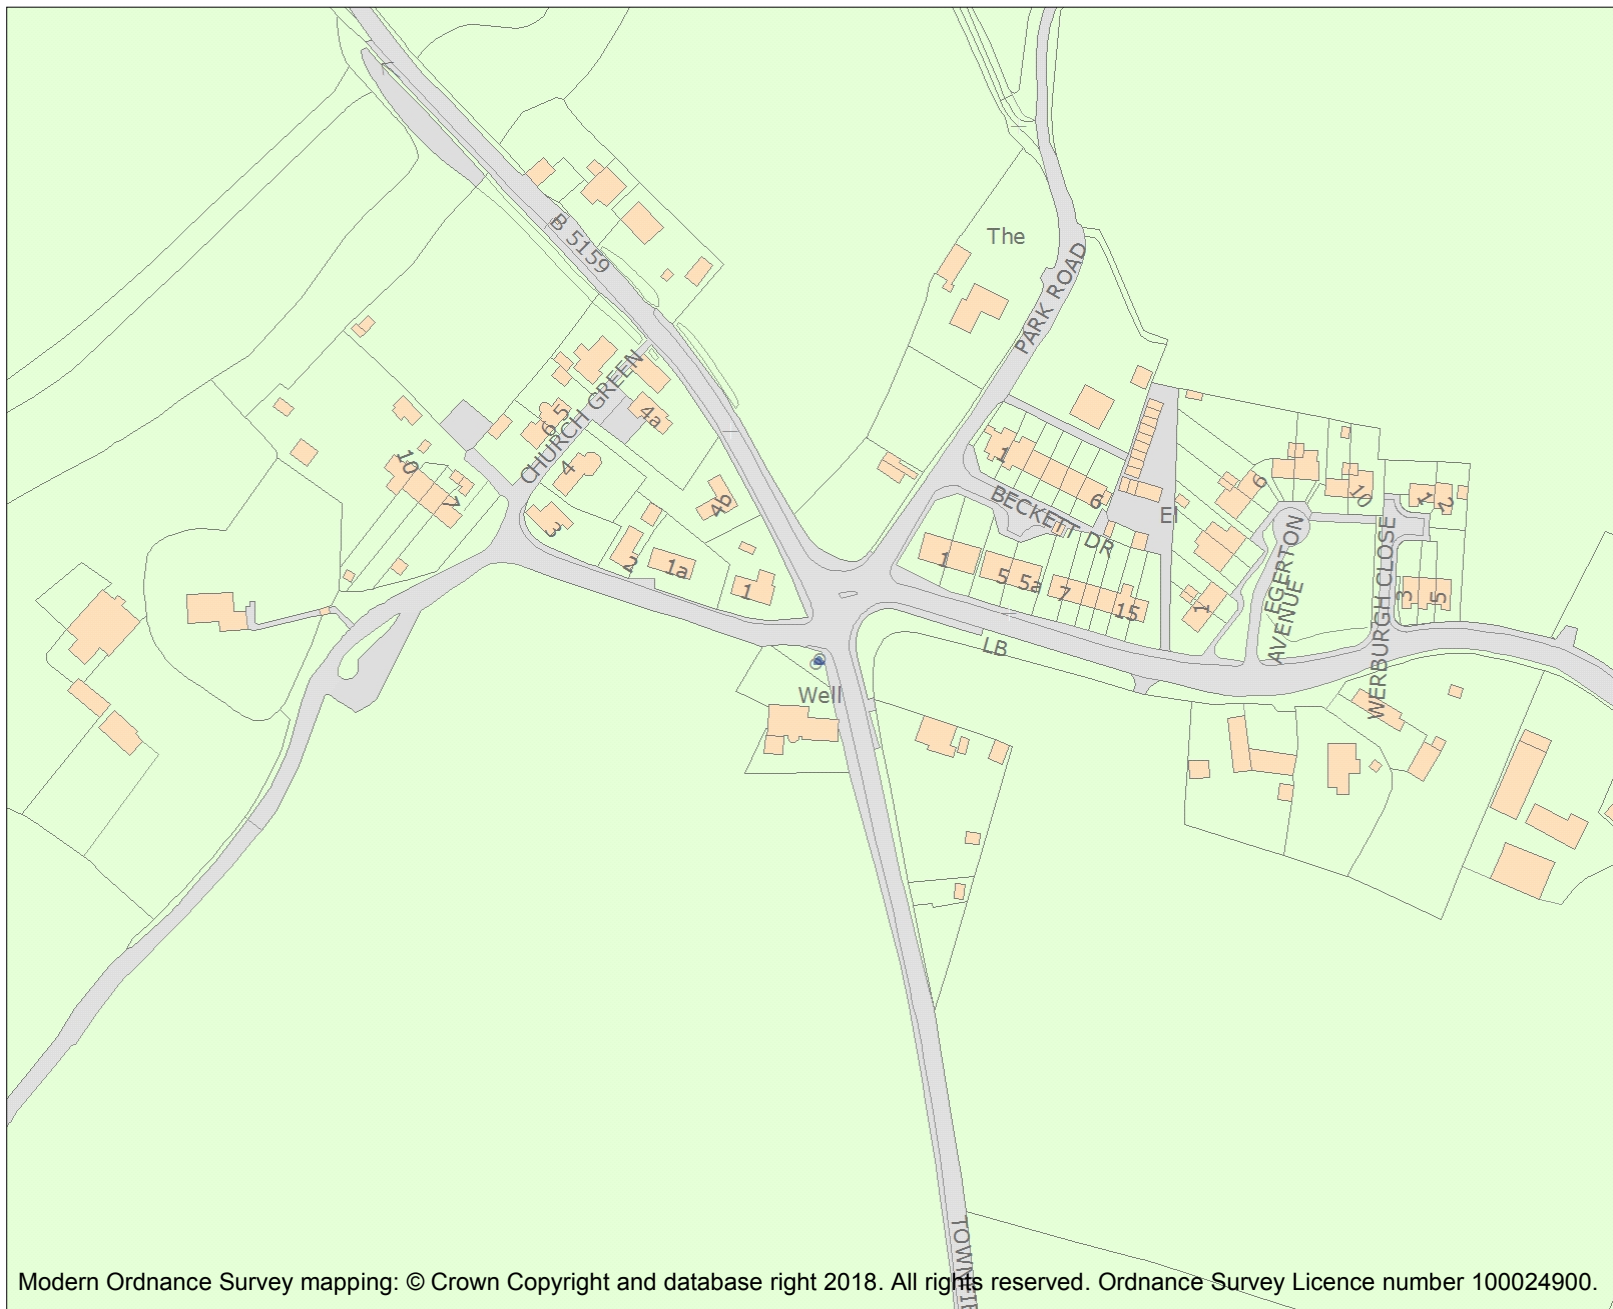 B 5159
The
PARK ROAD
CHURCH GREEN
5
6
4a
4
10
7
4b
3
2
1a
1
1
6
BECKETT DR
El
1
5
5a
7
15
6
10
1
2
EGERTON
AVENUE
WERBURGH CLOSE
3
5
1
LB
Well
Modern Ordnance Survey mapping: © Crown Copyright and database right 2018. All rights reserved. Ordnance Survey Licence number 100024900.